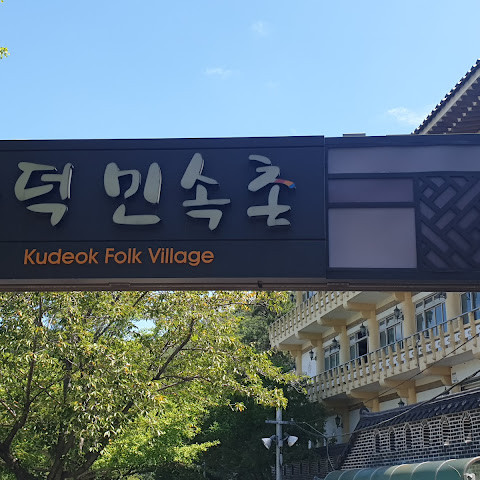 덕 민속촌
Kudeok Folk Village